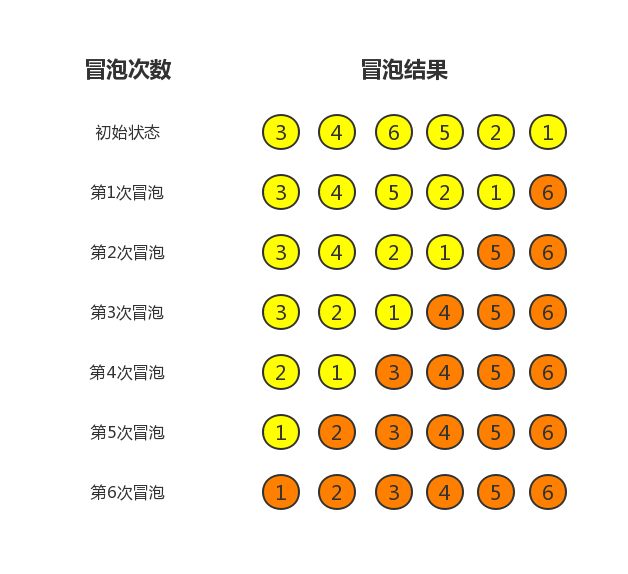 冒泡次数 冒泡结果
初始状态 3 4 6 5 2 1
第1次冒泡 3 4 5 2 1 6
第2次冒泡 3 4 2 1 5 6
第3次冒泡 3 2 1 4 5 6
第4次冒泡 2 1 3 4 5 6
第5次冒泡 1 2 3 4 5 6
第6次冒泡 1 2 3 4 5 6